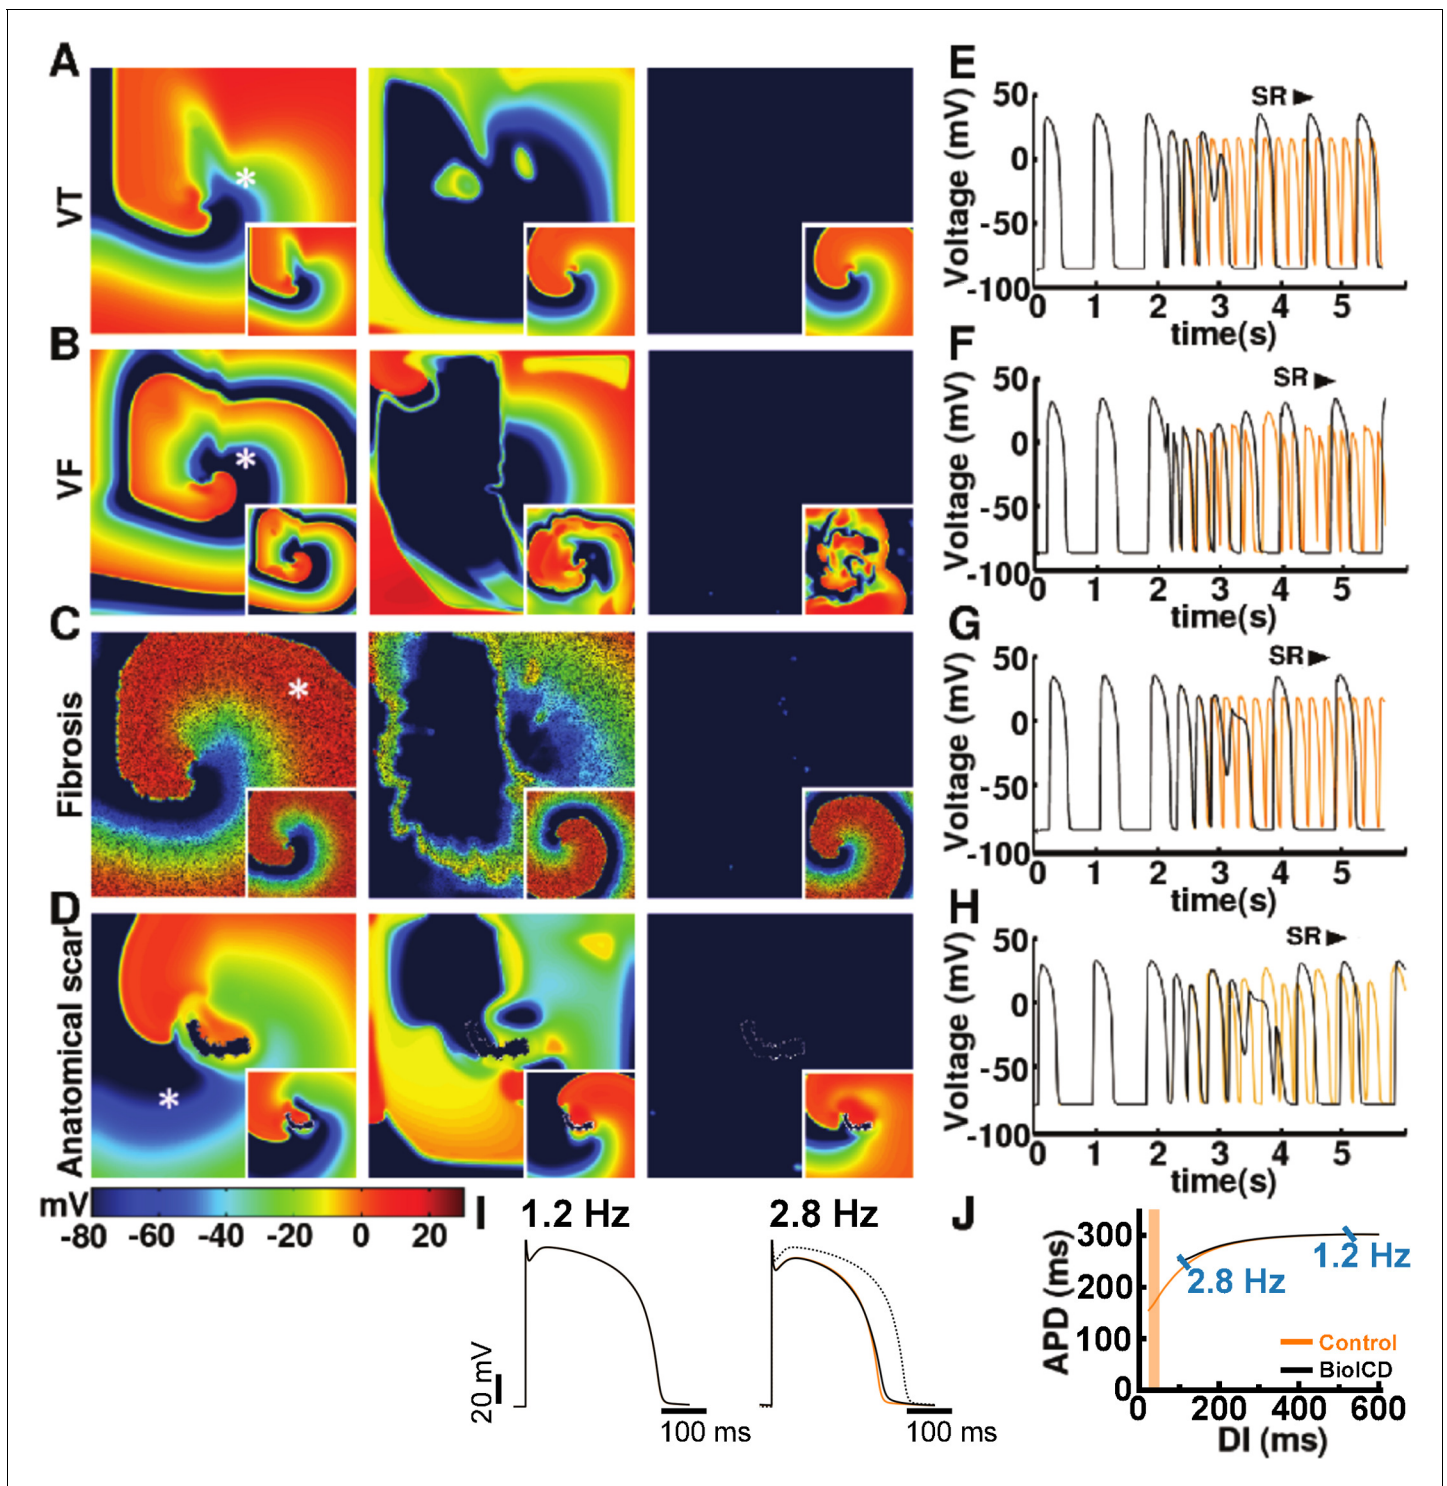 A
VT
*
B
VF
*
C
Fibrosis
*
D
Anatomical scar
*
mV
-80 -60 -40 -20 0 20
E
Voltage (mV)
50
0
-50
-100
SR ►
0 1 2 3 4 5
time(s)
F
Voltage (mV)
50
0
-50
-100
SR ►
0 1 2 3 4 5
time(s)
G
Voltage (mV)
50
0
-50
-100
SR ►
0 1 2 3 4 5
time(s)
H
Voltage (mV)
50
0
-50
-100
SR ►
0 1 2 3 4 5
time(s)
I
1.2 Hz
2.8 Hz
20 mV
100 ms
100 ms
J
APD (ms)
300
200
100
0
1.2 Hz
2.8 Hz
Control
BioICD
0 200 400 600
DI (ms)